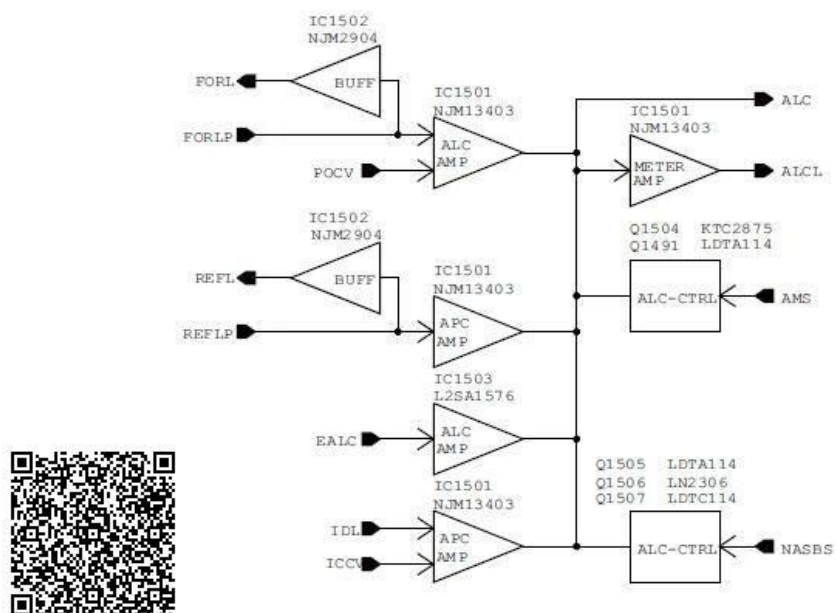 IC1502
NJM2904
FORL
BUFF
IC1501
NJM13403
FORLP
ALC
AMP
POCV
ALC
IC1501
NJM13403
METER
AMP
ALCL
IC1502
NJM2904
REFL
BUFF
IC1501
NJM13403
REFLP
APC
AMP
Q1504 KTC2875
Q1491 LDTA114
ALC-CTRL
AMS
IC1503
L2SA1576
EALC
ALC
AMP
IC1501
NJM13403
IDL
APC
AMP
ICCV
Q1505 LDTA114
Q1506 LN2306
Q1507 LDTC114
ALC-CTRL
NASBS